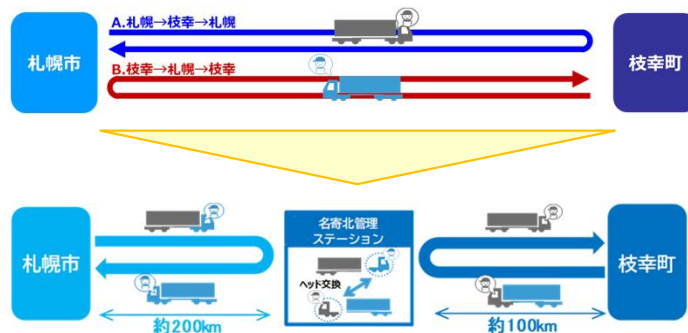 A.札幌→枝幸→札幌
札幌市
枝幸町
B.枝幸→札幌→枝幸
名寄北管理
ステーション
札幌市
ヘッド交換
枝幸町
約200km
約100km